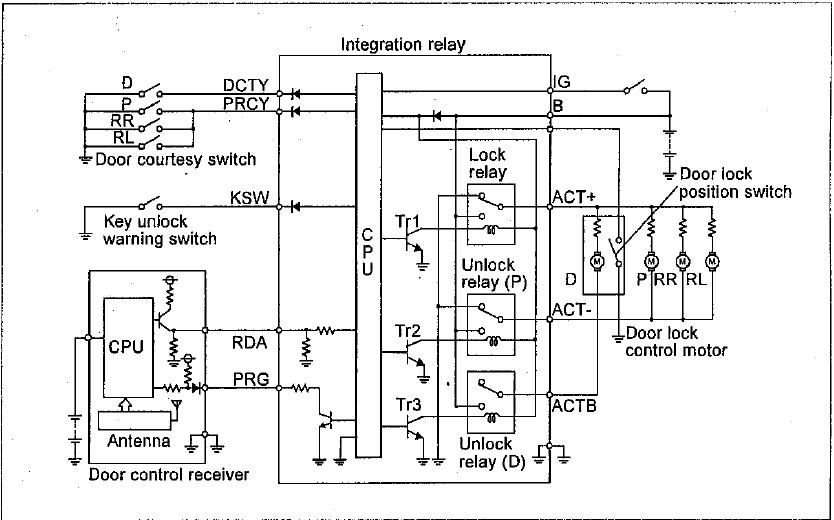 Integration relay
D
DCTY
IG
P
PRCY
B
RR
RL
Door courtesy switch
Lock
relay
Door lock
position switch
KSW
ACT+
Key unlock
warning switch
Tr1
CPU
Unlock
relay (P)
D
M
M
M
M
P
RR
RL
ACT-
CPU
RDA
Tr2
Door lock
control motor
PRG
Tr3
ACTB
Antenna
Unlock
relay (D)
Door control receiver